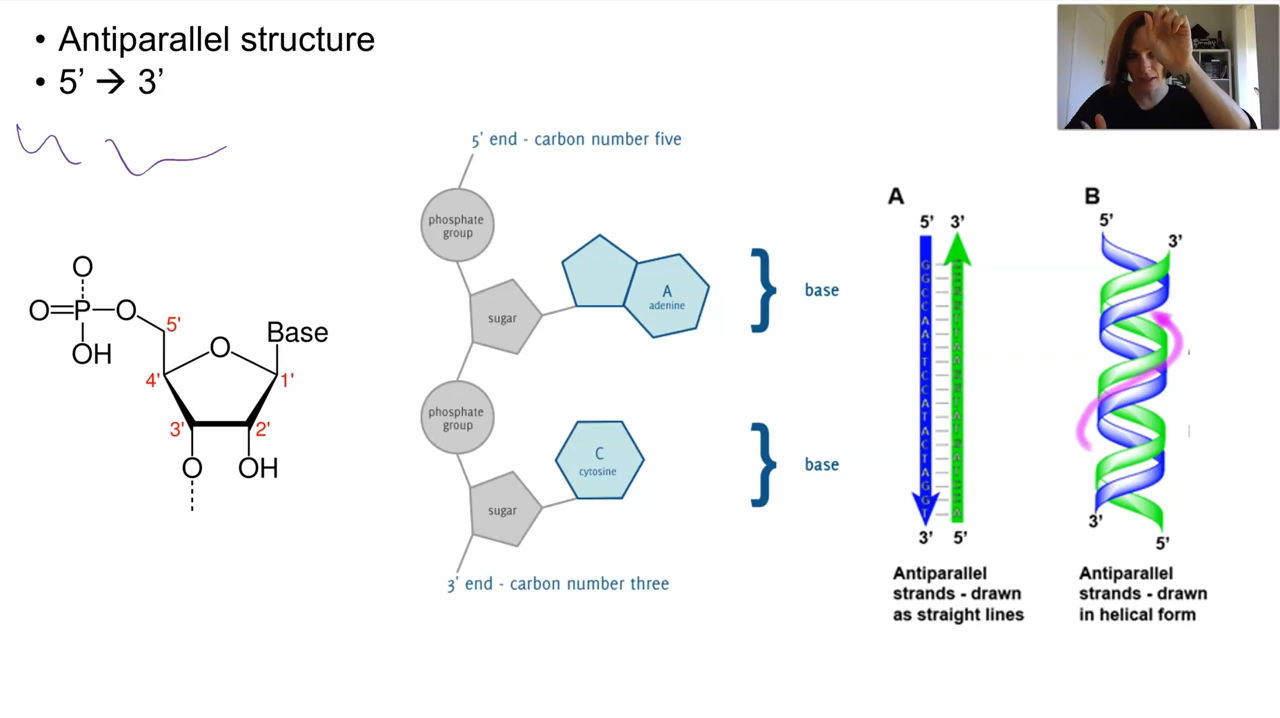 • Antiparallel structure
• 5’ → 3’
5' end - carbon number five
phosphate
group
sugar
A
adenine
base
phosphate
group
sugar
C
cytosine
base
3' end - carbon number three
O
O=P–O
OH
5'
O
Base
4'
1'
3'
2'
O
OH
A
5’ 3’
G
G
C
C
A
A
T
T
C
C
A
T
A
C
T
A
G
G
T
3’ 5’
Antiparallel
strands - drawn
as straight lines
B
5’
3’
3’
5’
Antiparallel
strands - drawn
in helical form